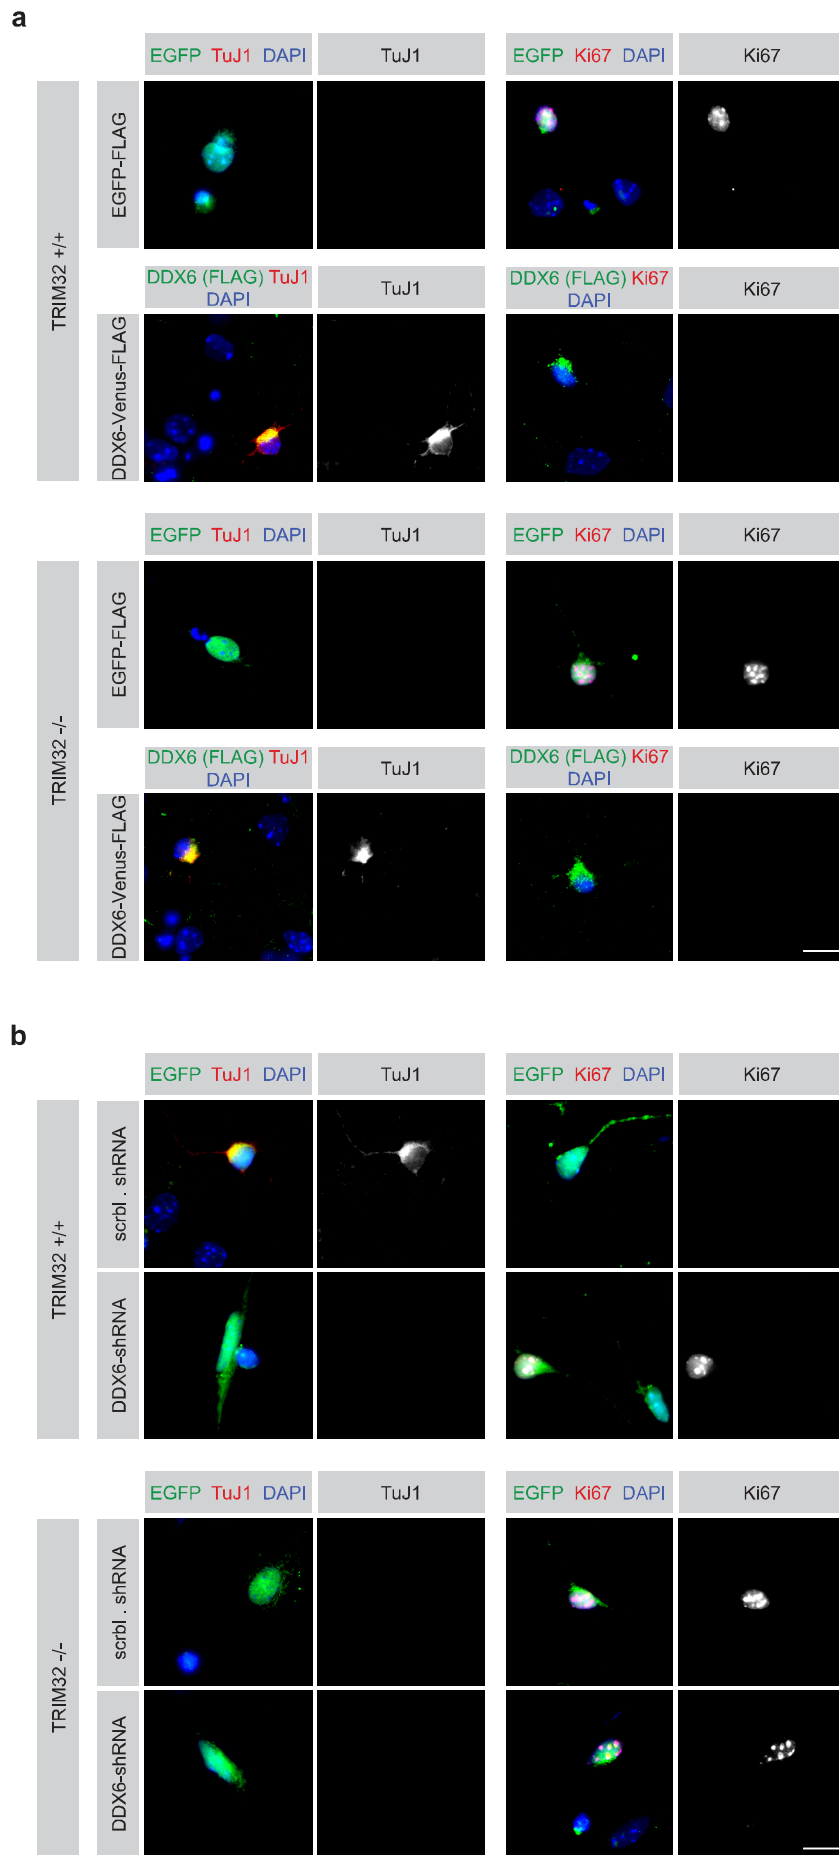 a
EGFP TuJ1 DAPI
TuJ1
EGFP Ki67 DAPI
Ki67
TRIM32 +/+
EGFP-FLAG
DDX6 (FLAG) TuJ1
DAPI
TuJ1
DDX6 (FLAG) Ki67
DAPI
Ki67
DDX6-Venus-FLAG
EGFP TuJ1 DAPI
TuJ1
EGFP Ki67 DAPI
Ki67
TRIM32 -/-
EGFP-FLAG
DDX6 (FLAG) TuJ1
DAPI
TuJ1
DDX6 (FLAG) Ki67
DAPI
Ki67
DDX6-Venus-FLAG
b
EGFP TuJ1 DAPI
TuJ1
EGFP Ki67 DAPI
Ki67
TRIM32 +/+
scrbl . shRNA
DDX6-shRNA
EGFP TuJ1 DAPI
TuJ1
EGFP Ki67 DAPI
Ki67
TRIM32 -/-
scrbl . shRNA
DDX6-shRNA